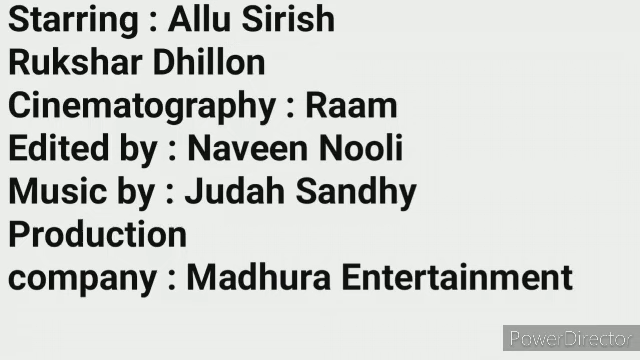 Starring : Allu Sirish
Rukshar Dhillon
Cinematography : Raam
Edited by : Naveen Nooli
Music by : Judah Sandhy
Production
company : Madhura Entertainment
PowerDirector